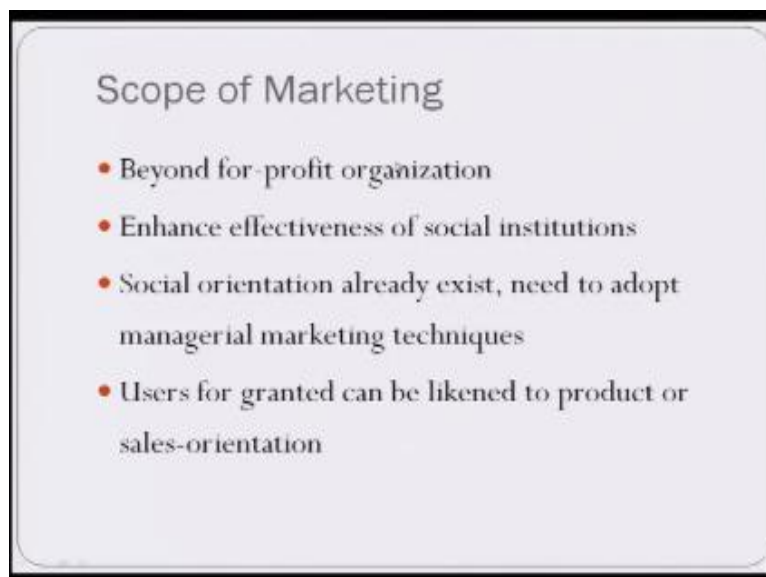 Scope of Marketing
• Beyond for-profit organization
• Enhance effectiveness of social institutions
• Social orientation already exist, need to adopt
managerial marketing techniques
• Users for granted can be likened to product or
sales-orientation